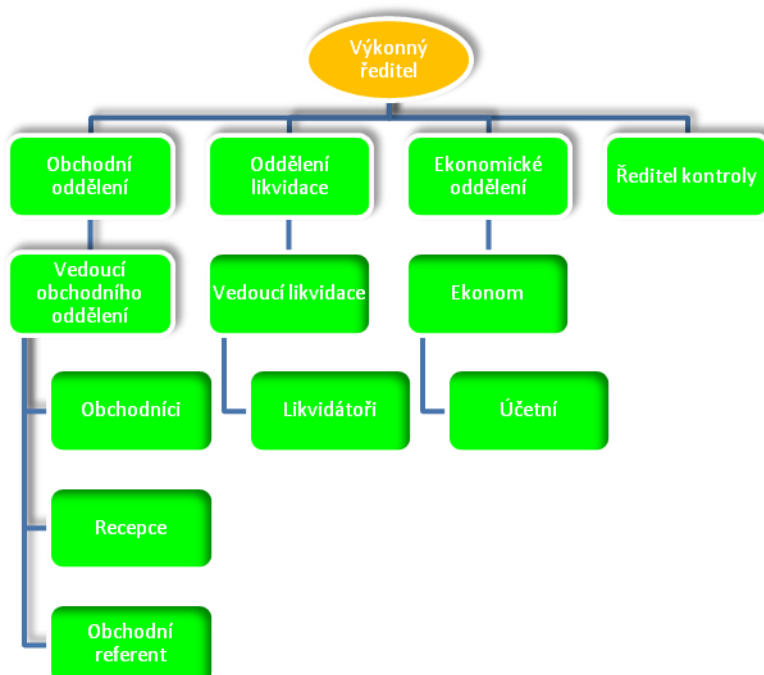 Výkonný
ředitel
Obchodní
oddělení
Oddělení
likvidace
Ekonomické
oddělení
Ředitel kontroly
Vedoucí
obchodního
oddělení
Vedoucí likvidace
Ekonom
Obchodníci
Likvidátoři
Účetní
Recepce
Obchodní
referent